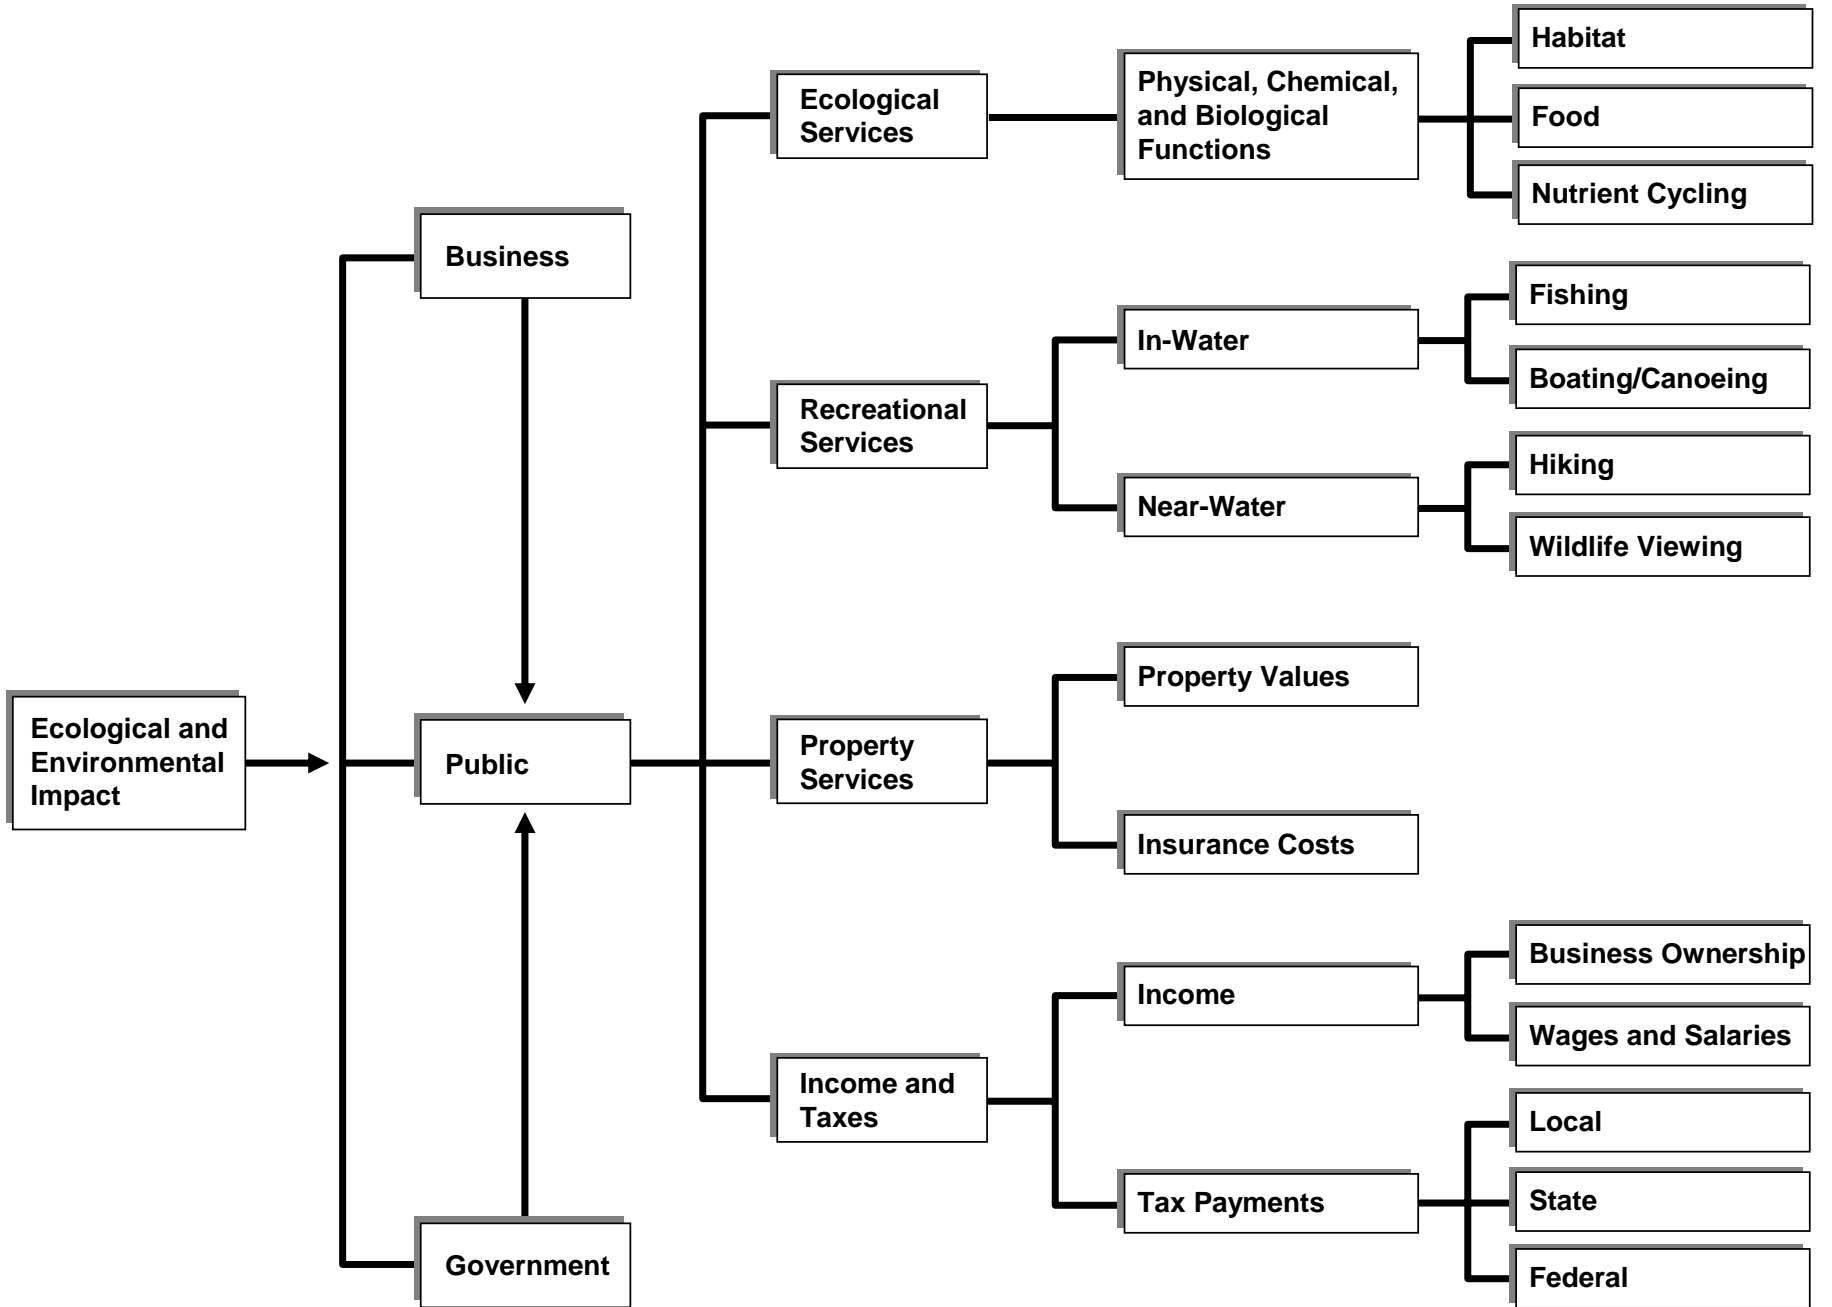 Ecological and
Environmental
Impact
Business
Public
Government
Ecological
Services
Recreational
Services
Property
Services
Income and
Taxes
Physical, Chemical,
and Biological
Functions
In-Water
Near-Water
Property Values
Insurance Costs
Income
Tax Payments
Habitat
Food
Nutrient Cycling
Fishing
Boating/Canoeing
Hiking
Wildlife Viewing
Business Ownership
Wages and Salaries
Local
State
Federal